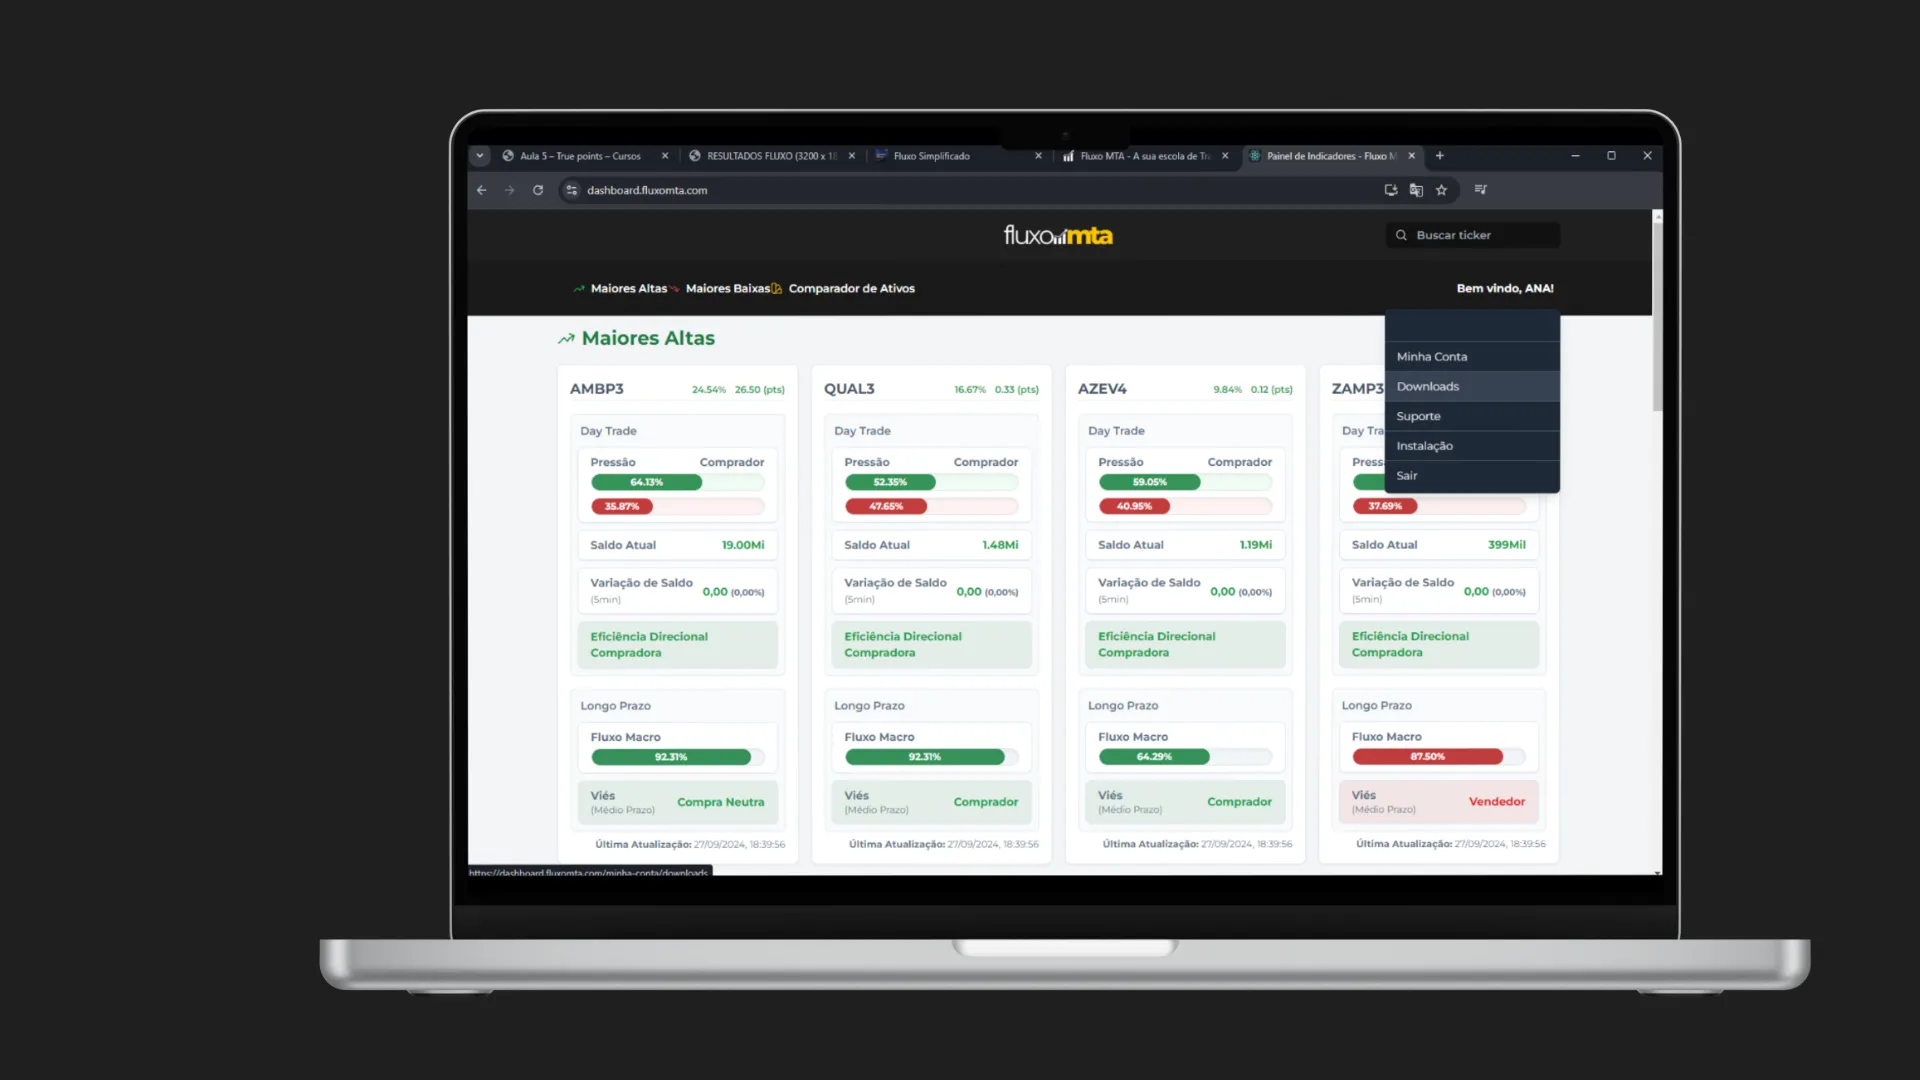 Aula 5 – True points – Cursos
RESULTADOS FLUXO (3200 x 18
Fluxo Simplificado
Fluxo MTA - A sua escola de Tr
Painel de Indicadores - Fluxo M
dashboard.fluxomta.com
fluxo mta
Buscar ticker
Maiores Altas
Maiores Baixas
Comparador de Ativos
Bem vindo, ANA!
Minha Conta
Downloads
Suporte
Instalação
Sair
Maiores Altas
AMBP3 24.54% 26.50 (pts)
Day Trade
Pressão Comprador
64.13%
35.87%
Saldo Atual 19.00Mi
Variação de Saldo
(5min)
0,00 (0,00%)
Eficiência Direcional
Compradora
Longo Prazo
Fluxo Macro
92.31%
Viés
(Médio Prazo)
Compra Neutra
Última Atualização: 27/09/2024, 18:39:56
QUAL3 16.67% 0.33 (pts)
Day Trade
Pressão Comprador
52.35%
47.65%
Saldo Atual 1.48Mi
Variação de Saldo
(5min)
0,00 (0,00%)
Eficiência Direcional
Compradora
Longo Prazo
Fluxo Macro
92.31%
Viés
(Médio Prazo)
Comprador
Última Atualização: 27/09/2024, 18:39:56
AZEV4 9.84% 0.12 (pts)
Day Trade
Pressão Comprador
59.05%
40.95%
Saldo Atual 1.19Mi
Variação de Saldo
(5min)
0,00 (0,00%)
Eficiência Direcional
Compradora
Longo Prazo
Fluxo Macro
64.29%
Viés
(Médio Prazo)
Comprador
Última Atualização: 27/09/2024, 18:39:56
ZAMP3
Day Tra
Press
37.69%
Saldo Atual 399Mil
Variação de Saldo
(5min)
0,00 (0,00%)
Eficiência Direcional
Compradora
Longo Prazo
Fluxo Macro
87.50%
Viés
(Médio Prazo)
Vendedor
Última Atualização: 27/09/2024, 18:39:56
https://dashboard.fluxomta.com/minha-conta/downloads